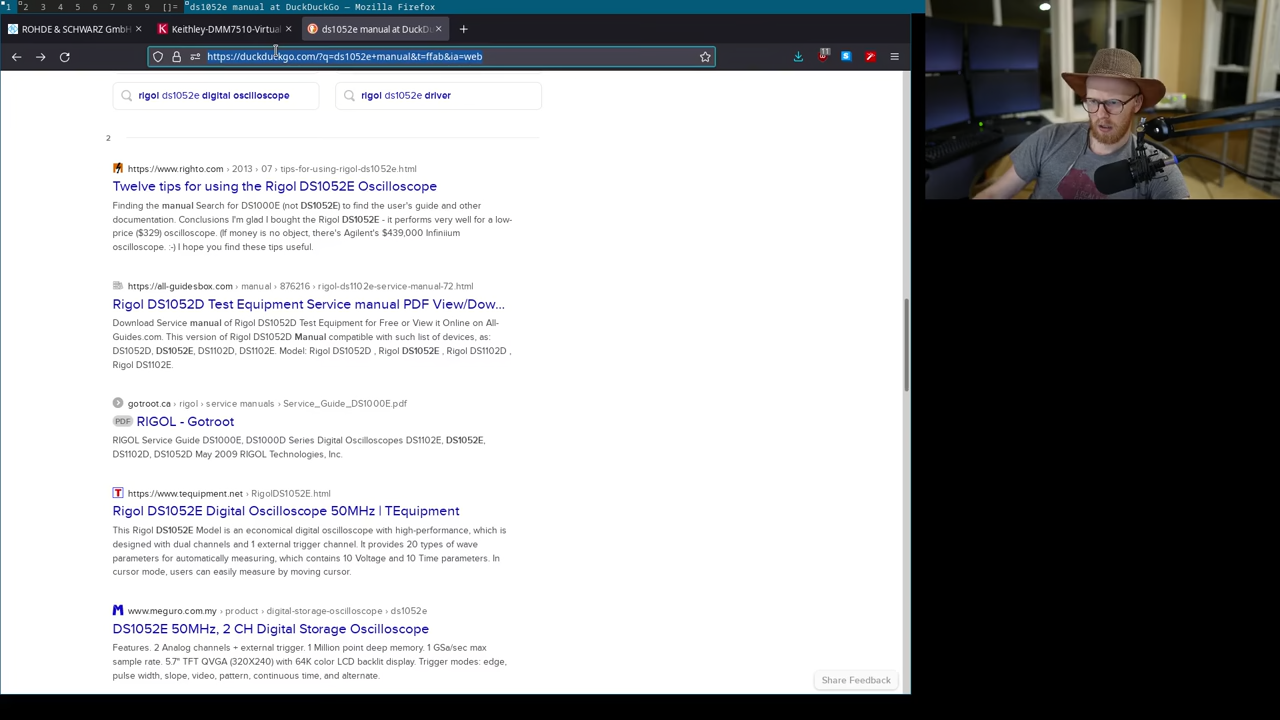 1 2 3 4 5 6 7 8 9 []= ds1052e manual at DuckDuckGo — Mozilla Firefox
ROHDE & SCHWARZ GmbH × Keithley-DMM7510-Virtual × ds1052e manual at DuckD × +
https://duckduckgo.com/?q=ds1052e+manual&t=ffab&ia=web 11
rigol ds1052e digital oscilloscope rigol ds1052e driver
2
https://www.righto.com › 2013 › 07 › tips-for-using-rigol-ds1052e.html
Twelve tips for using the Rigol DS1052E Oscilloscope
Finding the manual Search for DS1000E (not DS1052E) to find the user's guide and other
documentation. Conclusions I'm glad I bought the Rigol DS1052E - it performs very well for a low-
price ($329) oscilloscope. (If money is no object, there's Agilent's $439,000 Infiniium
oscilloscope. :-) I hope you find these tips useful.
https://all-guidesbox.com › manual › 876216 › rigol-ds1102e-service-manual-72.html
Rigol DS1052D Test Equipment Service manual PDF View/Dow...
Download Service manual of Rigol DS1052D Test Equipment for Free or View it Online on All-
Guides.com. This version of Rigol DS1052D Manual compatible with such list of devices, as:
DS1052D, DS1052E, DS1102D, DS1102E. Model: Rigol DS1052D , Rigol DS1052E , Rigol DS1102D ,
Rigol DS1102E.
gotroot.ca › rigol › service manuals › Service_Guide_DS1000E.pdf
PDF RIGOL - Gotroot
RIGOL Service Guide DS1000E, DS1000D Series Digital Oscilloscopes DS1102E, DS1052E,
DS1102D, DS1052D May 2009 RIGOL Technologies, Inc.
T https://www.tequipment.net › RigolDS1052E.html
Rigol DS1052E Digital Oscilloscope 50MHz | TEquipment
This Rigol DS1052E Model is an economical digital oscilloscope with high-performance, which is
designed with dual channels and 1 external trigger channel. It provides 20 types of wave
parameters for automatically measuring, which contains 10 Voltage and 10 Time parameters. In
cursor mode, users can easily measure by moving cursor.
M www.meguro.com.my › product › digital-storage-oscilloscope › ds1052e
DS1052E 50MHz, 2 CH Digital Storage Oscilloscope
Features. 2 Analog channels + external trigger. 1 Million point deep memory. 1 GSa/sec max
sample rate. 5.7" TFT QVGA (320X240) with 64K color LCD backlit display. Trigger modes: edge,
pulse width, slope, video, pattern, continuous time, and alternate.
Share Feedback